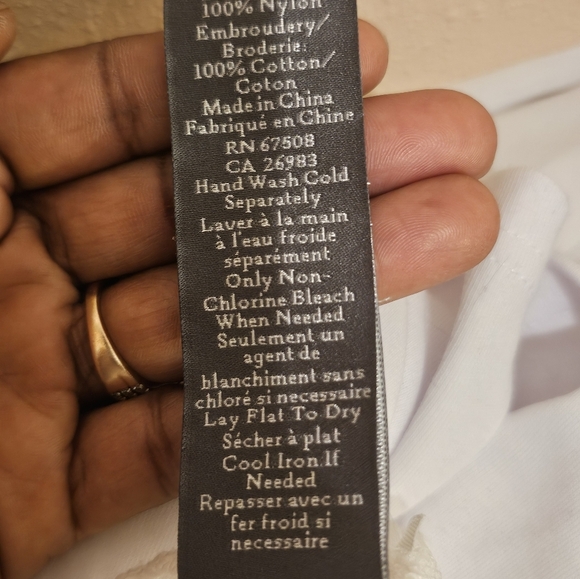 100% Nylon
Embroudery/
Broderie:
100% Cotton/
Coton
Made in China
Fabriqué en Chine
RN 67508
CA 26983
Hand Wash Cold
Separately
Laver à la main
à l'eau froide
séparément
Only Non-
Chlorine Bleach
When Needed
Seulement un
agent de
blanchiment sans
chloré si necessaire
Lay Flat To Dry
Sécher à plat
Cool Iron If
Needed
Repasser avec un
fer froid si
necessaire